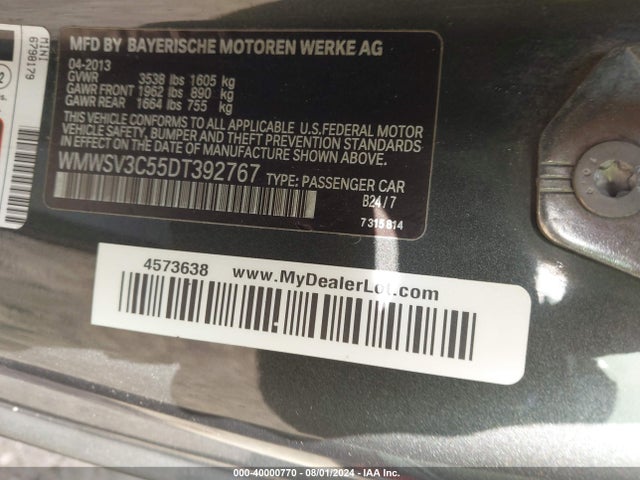 MFD BY BAYERISCHE MOTOREN WERKE AG
04-2013
GVWR 3538 lbs 1605 kg
GAWR FRONT 1962 lbs 890 kg
GAWR REAR 1664 lbs 755 kg
THIS VEHICLE CONFORMS TO ALL APPLICABLE U.S.FEDERAL MOTOR
VEHICLE SAFETY, BUMPER, AND THEFT PREVENTION STANDARDS
IN EFFECT ON THE DATE OF MANUFACTURE SHOWN ABOVE.
WMWSV3C55DT392767 TYPE: PASSENGER CAR
B24/7
7 315 814
MINI
6798179
4573638 www.MyDealerLot.com
000-40000770 - 08/01/2024 - IAA Inc.